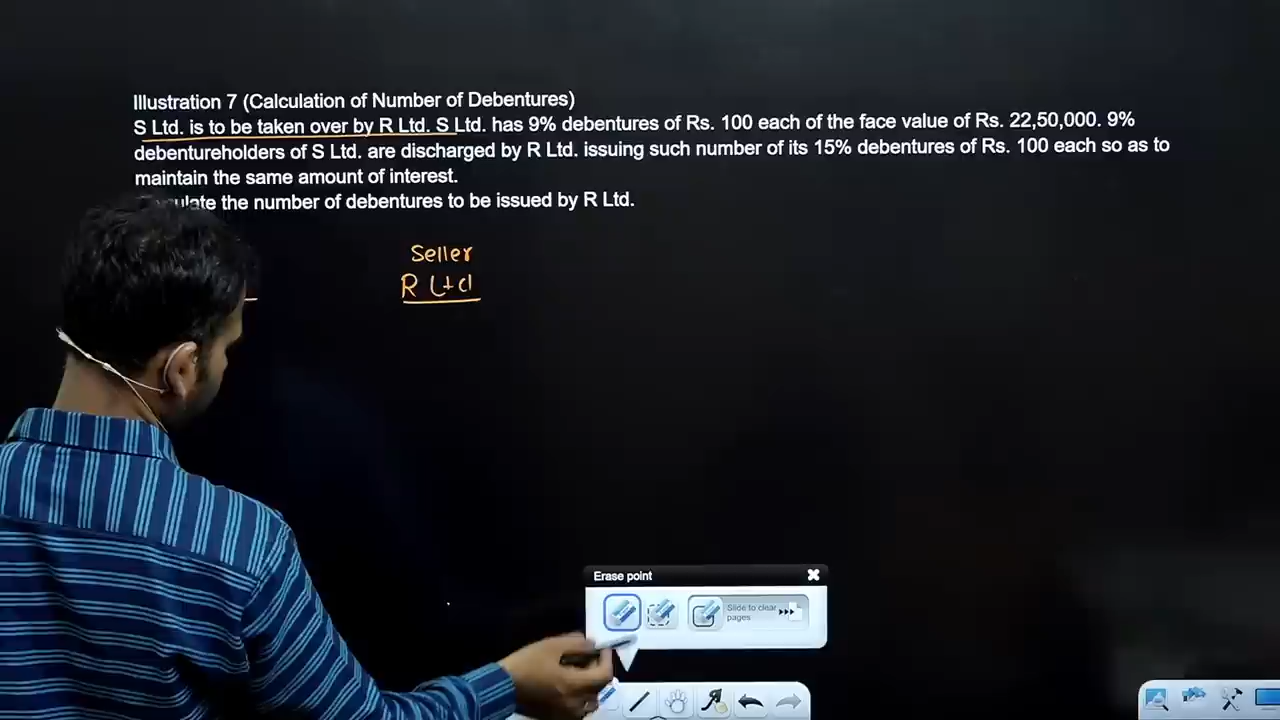 Illustration 7 (Calculation of Number of Debentures)
S Ltd. is to be taken over by R Ltd. S Ltd. has 9% debentures of Rs. 100 each of the face value of Rs. 22,50,000. 9%
debentureholders of S Ltd. are discharged by R Ltd. issuing such number of its 15% debentures of Rs. 100 each so as to
maintain the same amount of interest.
the number of debentures to be issued by R Ltd.
Seller
R Ltd
Erase point
Slide to clear
pages